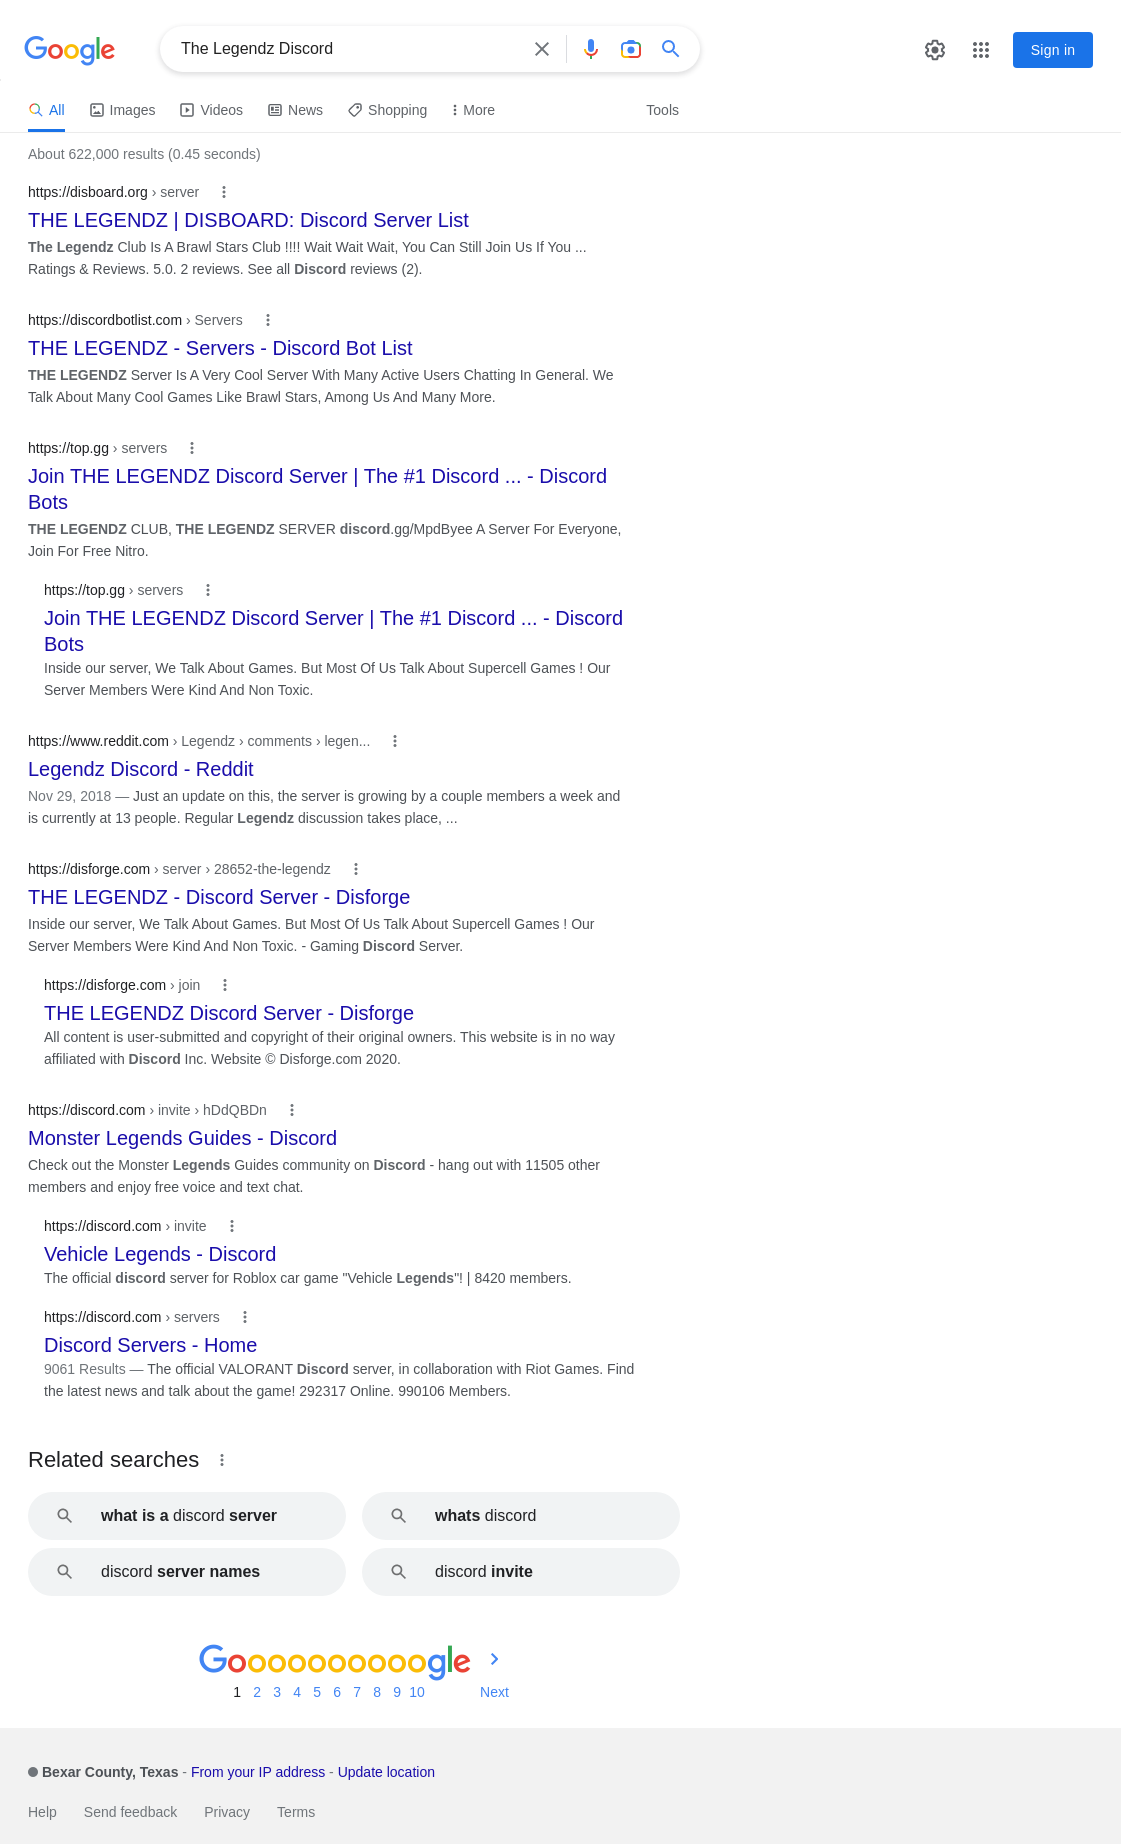 Google
The Legendz Discord
Sign in
All Images Videos News Shopping More Tools
About 622,000 results (0.45 seconds)
https://disboard.org › server
THE LEGENDZ | DISBOARD: Discord Server List
The Legendz Club Is A Brawl Stars Club !!!! Wait Wait Wait, You Can Still Join Us If You ...
Ratings & Reviews. 5.0. 2 reviews. See all Discord reviews (2).
https://discordbotlist.com › Servers
THE LEGENDZ - Servers - Discord Bot List
THE LEGENDZ Server Is A Very Cool Server With Many Active Users Chatting In General. We
Talk About Many Cool Games Like Brawl Stars, Among Us And Many More.
https://top.gg › servers
Join THE LEGENDZ Discord Server | The #1 Discord ... - Discord
Bots
THE LEGENDZ CLUB, THE LEGENDZ SERVER discord.gg/MpdByee A Server For Everyone,
Join For Free Nitro.
https://top.gg › servers
Join THE LEGENDZ Discord Server | The #1 Discord ... - Discord
Bots
Inside our server, We Talk About Games. But Most Of Us Talk About Supercell Games ! Our
Server Members Were Kind And Non Toxic.
https://www.reddit.com › Legendz › comments › legen...
Legendz Discord - Reddit
Nov 29, 2018 — Just an update on this, the server is growing by a couple members a week and
is currently at 13 people. Regular Legendz discussion takes place, ...
https://disforge.com › server › 28652-the-legendz
THE LEGENDZ - Discord Server - Disforge
Inside our server, We Talk About Games. But Most Of Us Talk About Supercell Games ! Our
Server Members Were Kind And Non Toxic. - Gaming Discord Server.
https://disforge.com › join
THE LEGENDZ Discord Server - Disforge
All content is user-submitted and copyright of their original owners. This website is in no way
affiliated with Discord Inc. Website © Disforge.com 2020.
https://discord.com › invite › hDdQBDn
Monster Legends Guides - Discord
Check out the Monster Legends Guides community on Discord - hang out with 11505 other
members and enjoy free voice and text chat.
https://discord.com › invite
Vehicle Legends - Discord
The official discord server for Roblox car game "Vehicle Legends"! | 8420 members.
https://discord.com › servers
Discord Servers - Home
9061 Results — The official VALORANT Discord server, in collaboration with Riot Games. Find
the latest news and talk about the game! 292317 Online. 990106 Members.
Related searches
what is a discord server
whats discord
discord server names
discord invite
Goooooooooogle
1 2 3 4 5 6 7 8 9 10 Next
Bexar County, Texas - From your IP address - Update location
Help Send feedback Privacy Terms